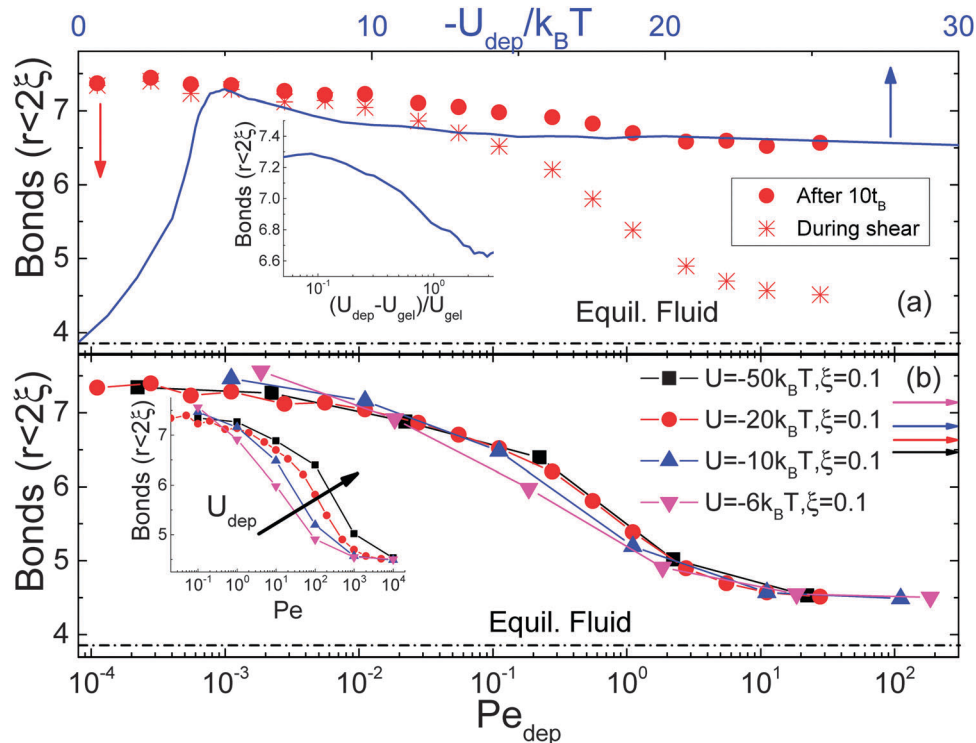 -U_dep/k_BT
0 10 20 30
Bonds (r<2ξ)
7
6
5
4
7.4
7.2
7.0
6.8
6.6
Bonds (r<2ξ)
10^-1 10^0
(U_dep-U_gel)/U_gel
After 10t_B
During shear
Equil. Fluid
(a)
Bonds (r<2ξ)
7
6
5
4
U=-50k_BT,ξ=0.1
U=-20k_BT,ξ=0.1
U=-10k_BT,ξ=0.1
U=-6k_BT,ξ=0.1
(b)
Bonds (r<2ξ)
7
6
5
U_dep
10^-1 10^0 10^1 10^2 10^3 10^4
Pe
Equil. Fluid
10^-4 10^-3 10^-2 10^-1 10^0 10^1 10^2
Pe_dep